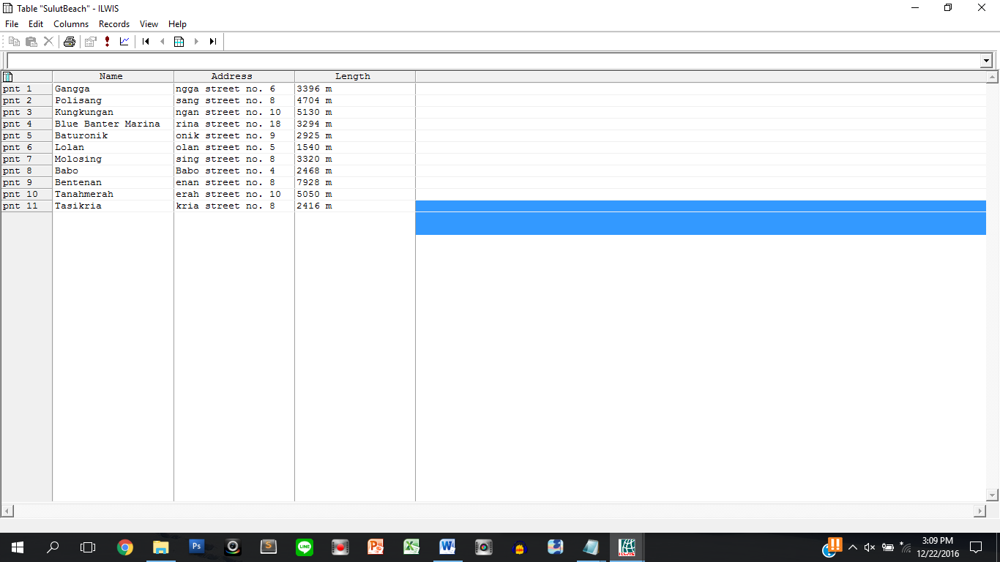 Table "SulutBeach" - ILWIS
File Edit Columns Records View Help
Name Address Length
pnt 1 Gangga ngga street no. 6 3396 m
pnt 2 Polisang sang street no. 8 4704 m
pnt 3 Kungkungan ngan street no. 10 5130 m
pnt 4 Blue Banter Marina rina street no. 18 3294 m
pnt 5 Baturonik onik street no. 9 2925 m
pnt 6 Lolan olan street no. 5 1540 m
pnt 7 Molosing sing street no. 8 3320 m
pnt 8 Babo Babo street no. 4 2468 m
pnt 9 Bentenan enan street no. 8 7928 m
pnt 10 Tanahmerah erah street no. 10 5050 m
pnt 11 Tasikria kria street no. 8 2416 m
Ps S LINE P X W ILWIS
3:09 PM
12/22/2016